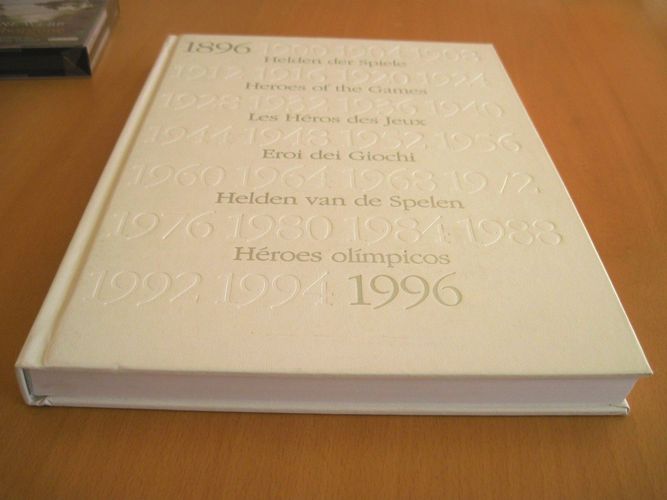 1896 1900 1904 1908
Helden der Spiele
1912 1916 1920 1924
Heroes of the Games
1928 1932 1936 1940
Les Héros des Jeux
1944 1948 1952 1956
Eroi dei Giochi
1960 1964 1968 1972
Helden van de Spelen
1976 1980 1984 1988
Héroes olímpicos
1992 1994 1996